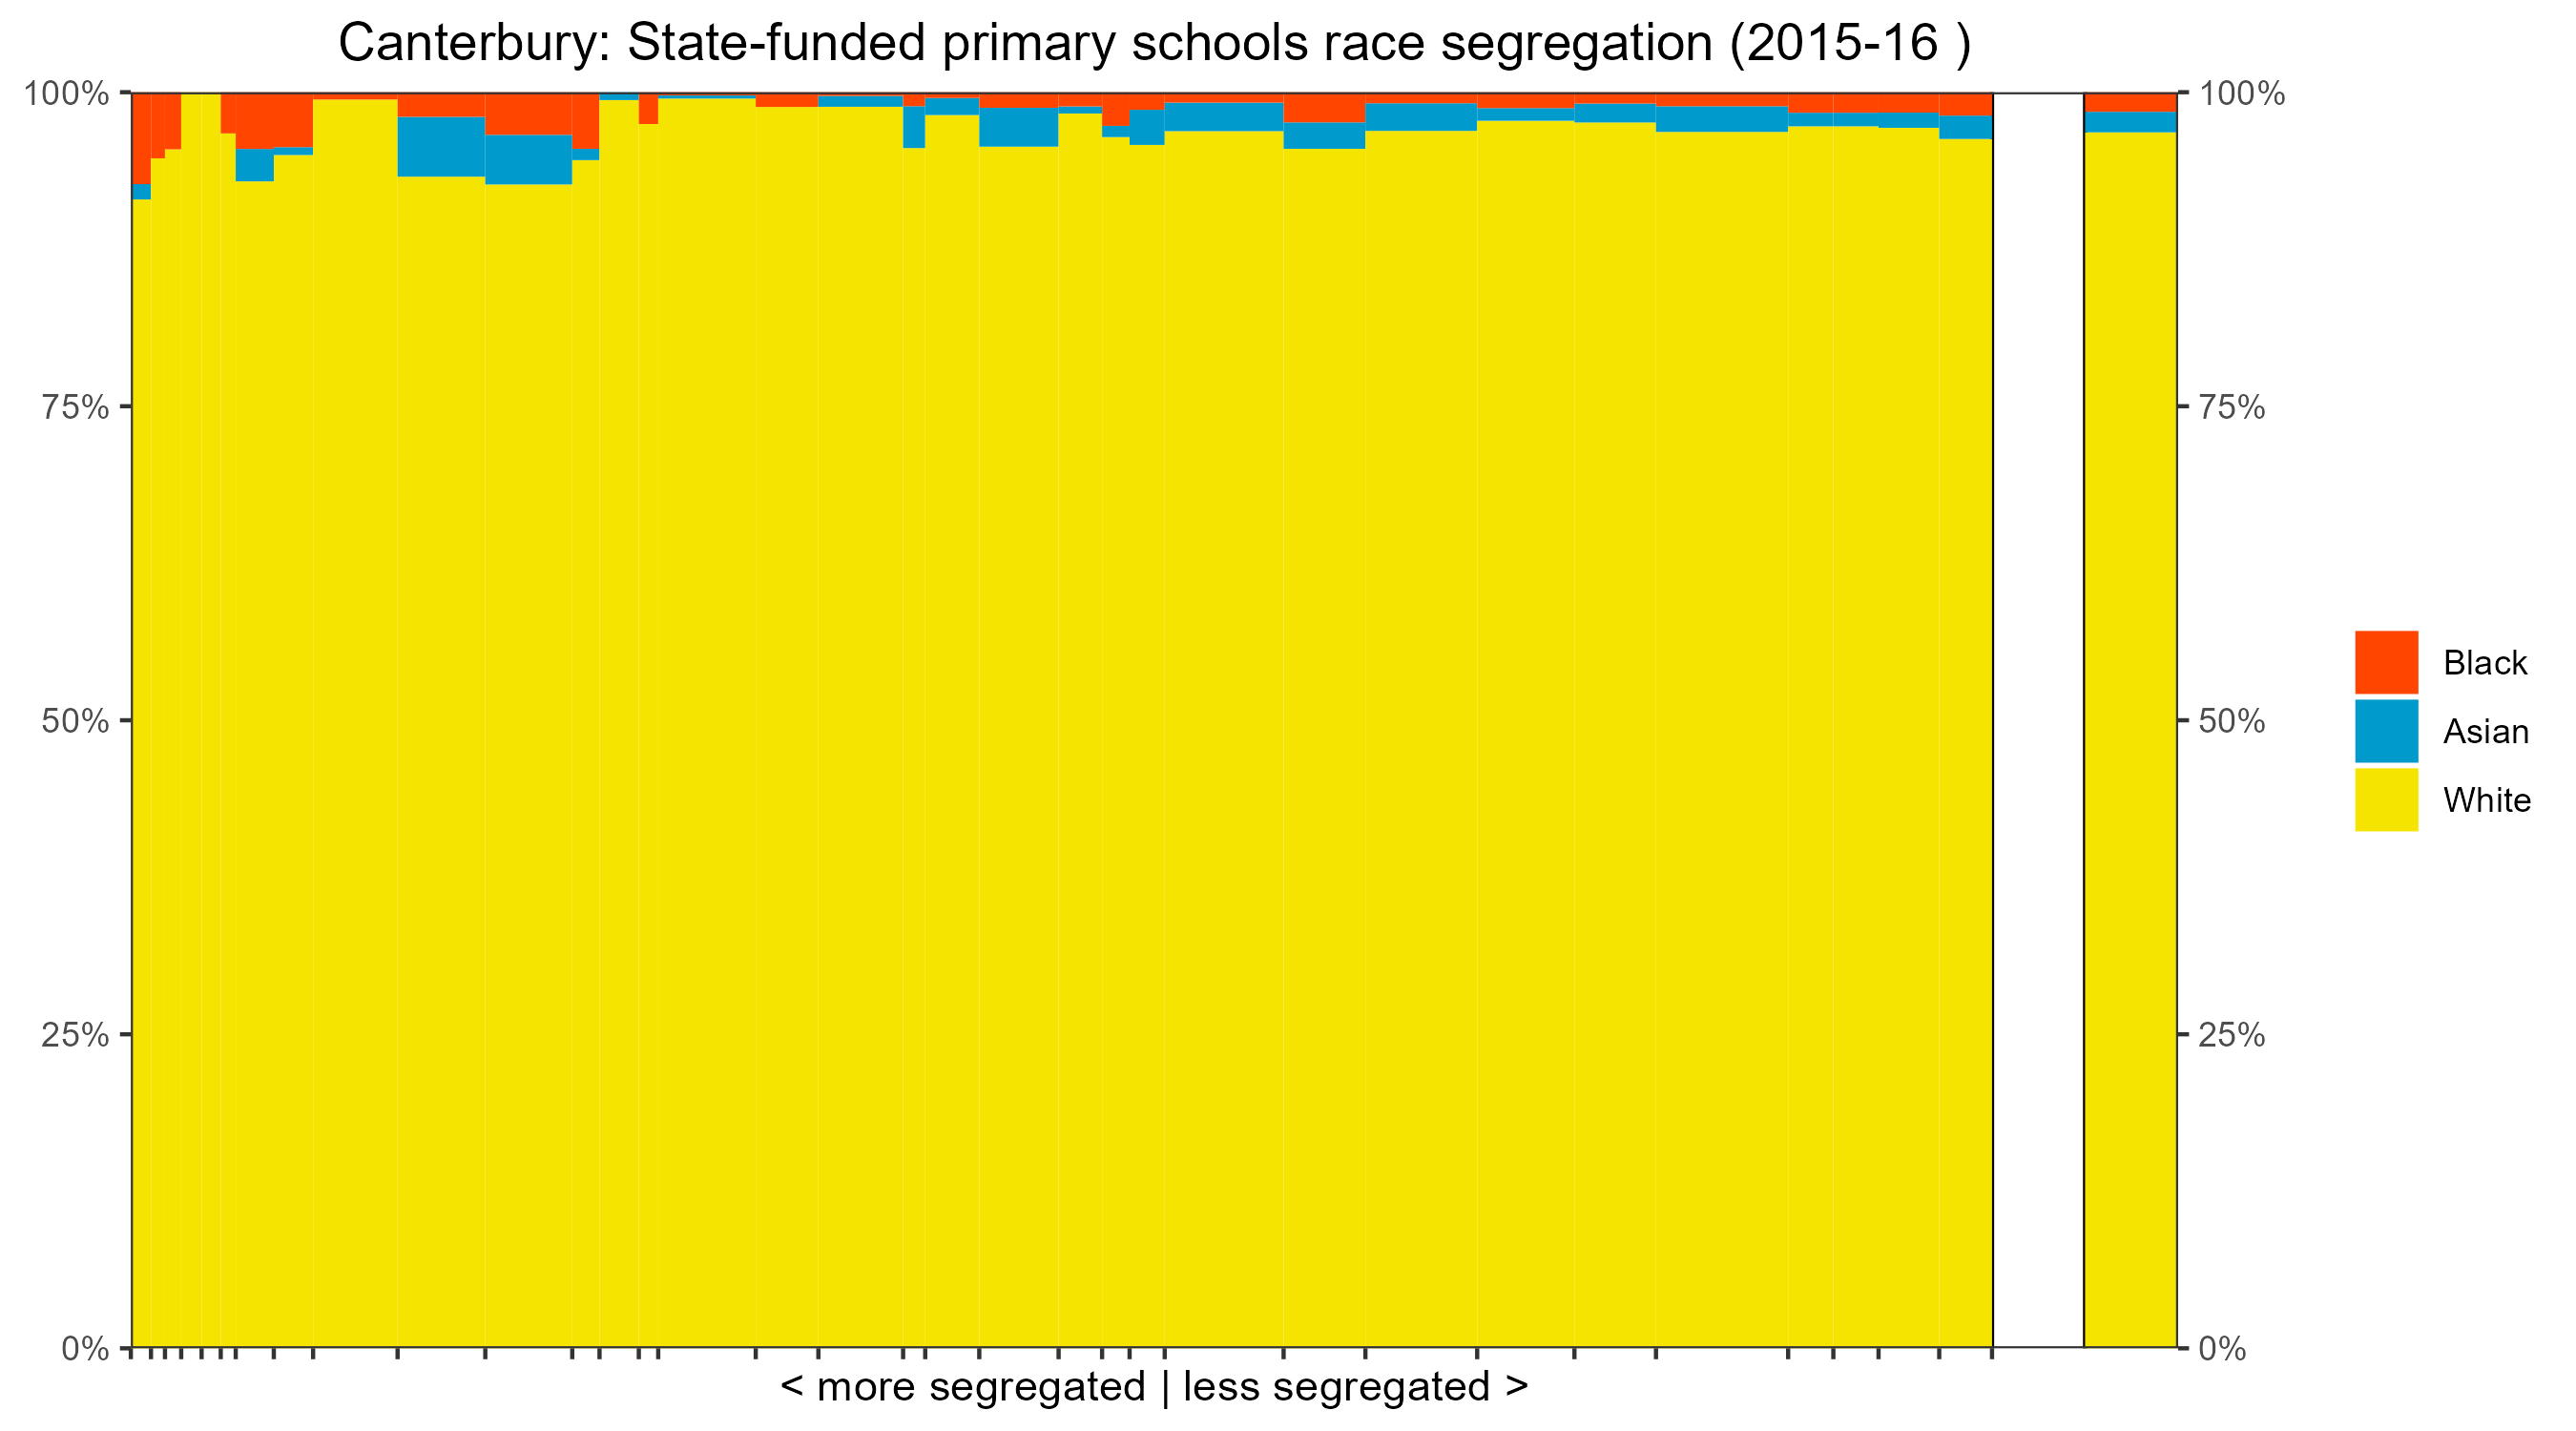 Canterbury: State-funded primary schools race segregation (2015-16 )
100%
75%
50%
25%
0%
100%
75%
50%
25%
0%
Black
Asian
White
< more segregated | less segregated >